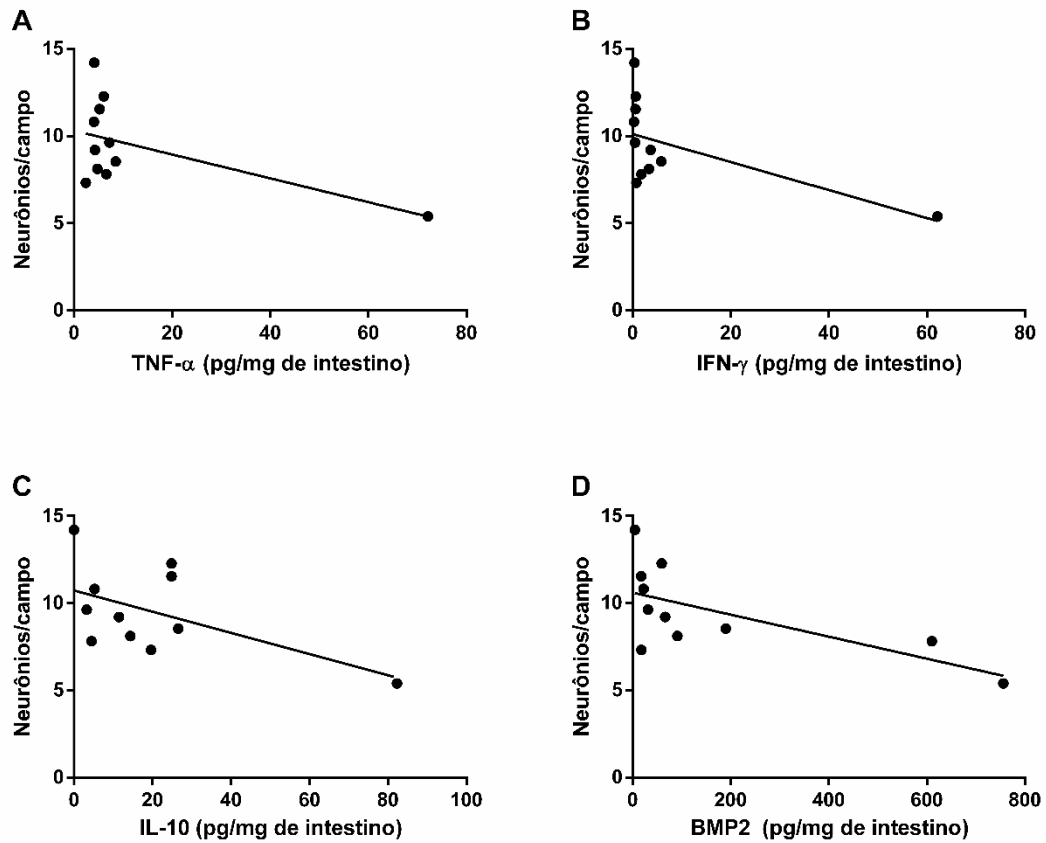 A
15
10
5
0
Neurônios/campo
0 20 40 60 80
TNF-α (pg/mg de intestino)
B
15
10
5
0
Neurônios/campo
0 20 40 60 80
IFN-γ (pg/mg de intestino)
C
15
10
5
0
Neurônios/campo
0 20 40 60 80 100
IL-10 (pg/mg de intestino)
D
15
10
5
0
Neurônios/campo
0 200 400 600 800
BMP2 (pg/mg de intestino)